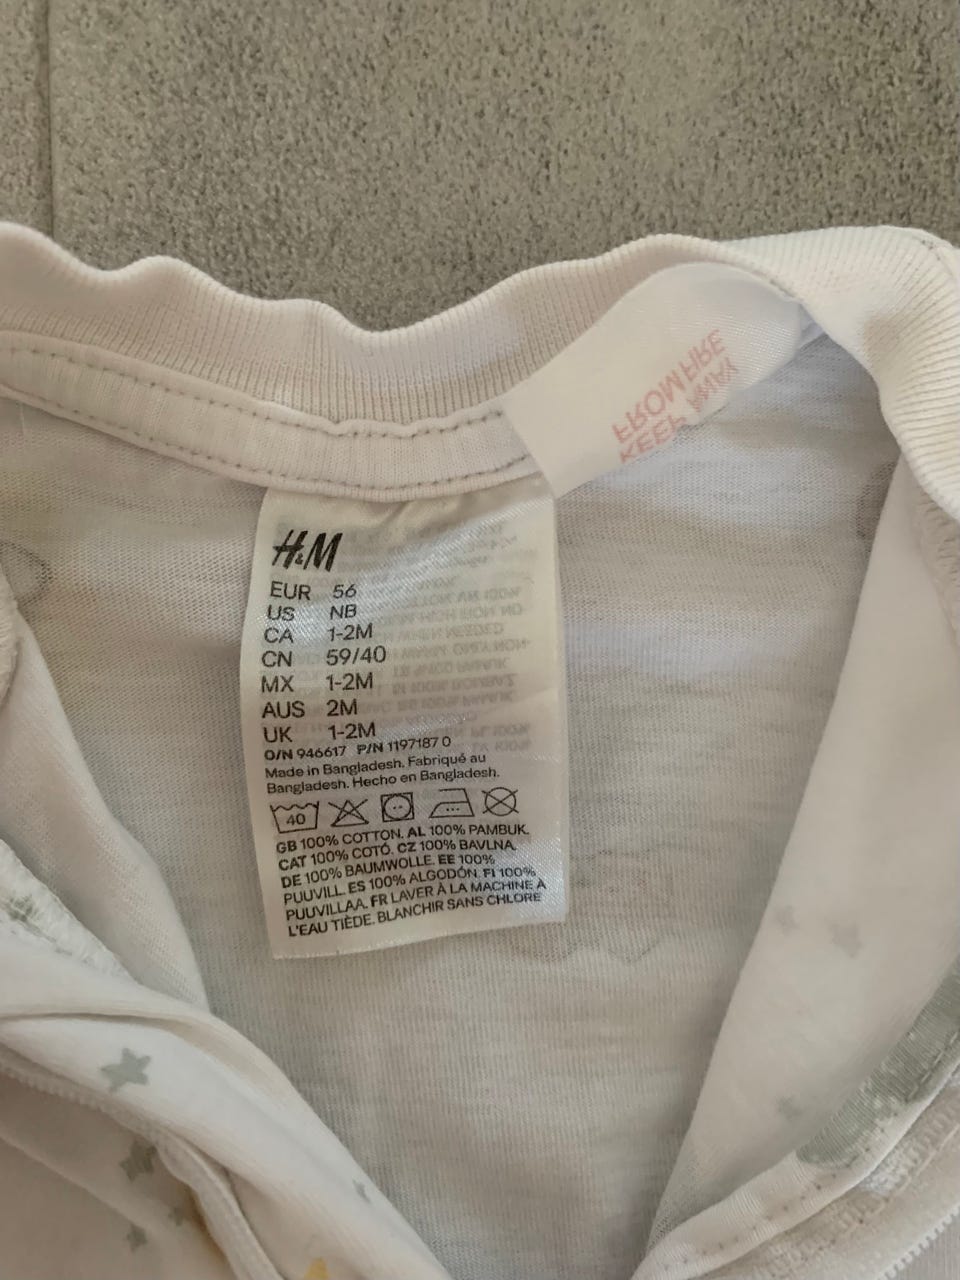 FROM FIRE
KEEP AWAY
H&M
EUR 56
US NB
CA 1-2M
CN 59/40
MX 1-2M
AUS 2M
UK 1-2M
O/N 946617 P/N 1197187 0
Made in Bangladesh. Fabriqué au
Bangladesh. Hecho en Bangladesh.
40
GB 100% COTTON. AL 100% PAMBUK.
CAT 100% COTÓ. CZ 100% BAVLNA.
DE 100% BAUMWOLLE. EE 100%
PUUVILL. ES 100% ALGODÓN. FI 100%
PUUVILLAA. FR LAVER À LA MACHINE À
L'EAU TIÈDE. BLANCHIR SANS CHLORE